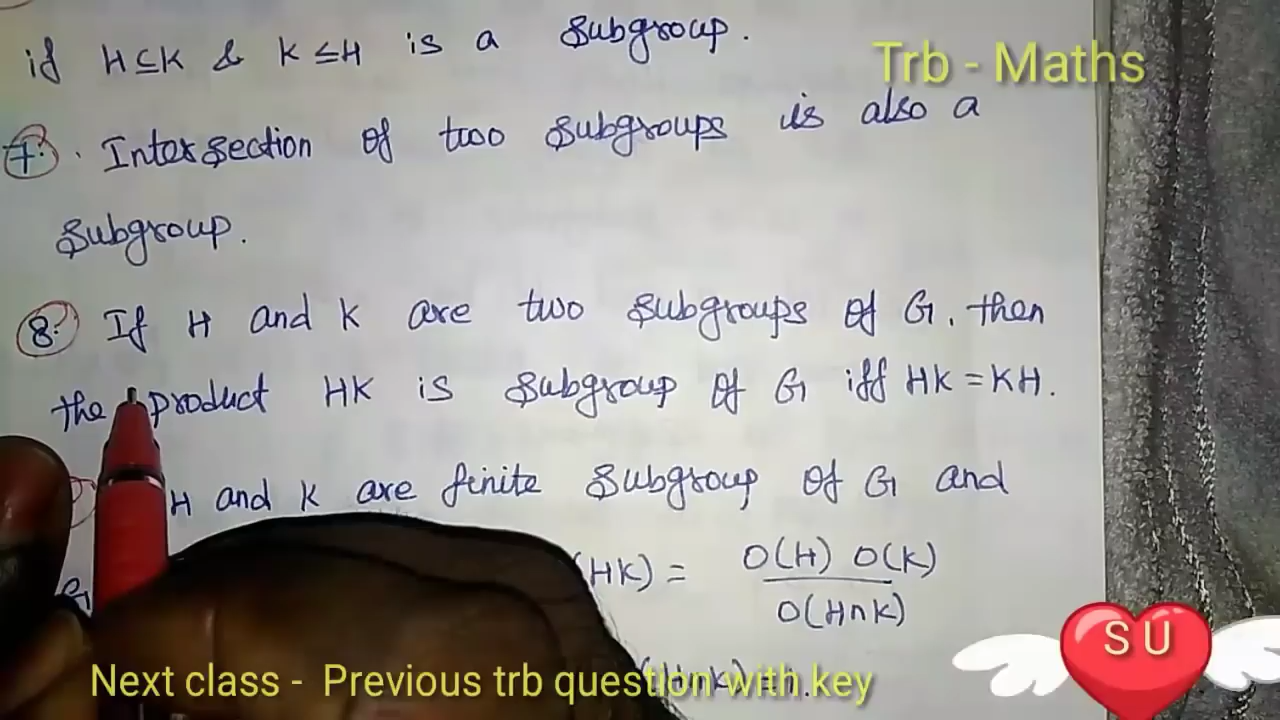 if H⊆K & K⊆H is a subgroup.
Trb - Maths
7. Intersection of two subgroups is also a
subgroup.
8. If H and K are two subgroups of G, then
the product HK is subgroup of G iff HK = KH.
H and K are finite subgroup of G and
(HK) = O(H) O(K)
O(H∩K)
S U
Next class - Previous trb question with key